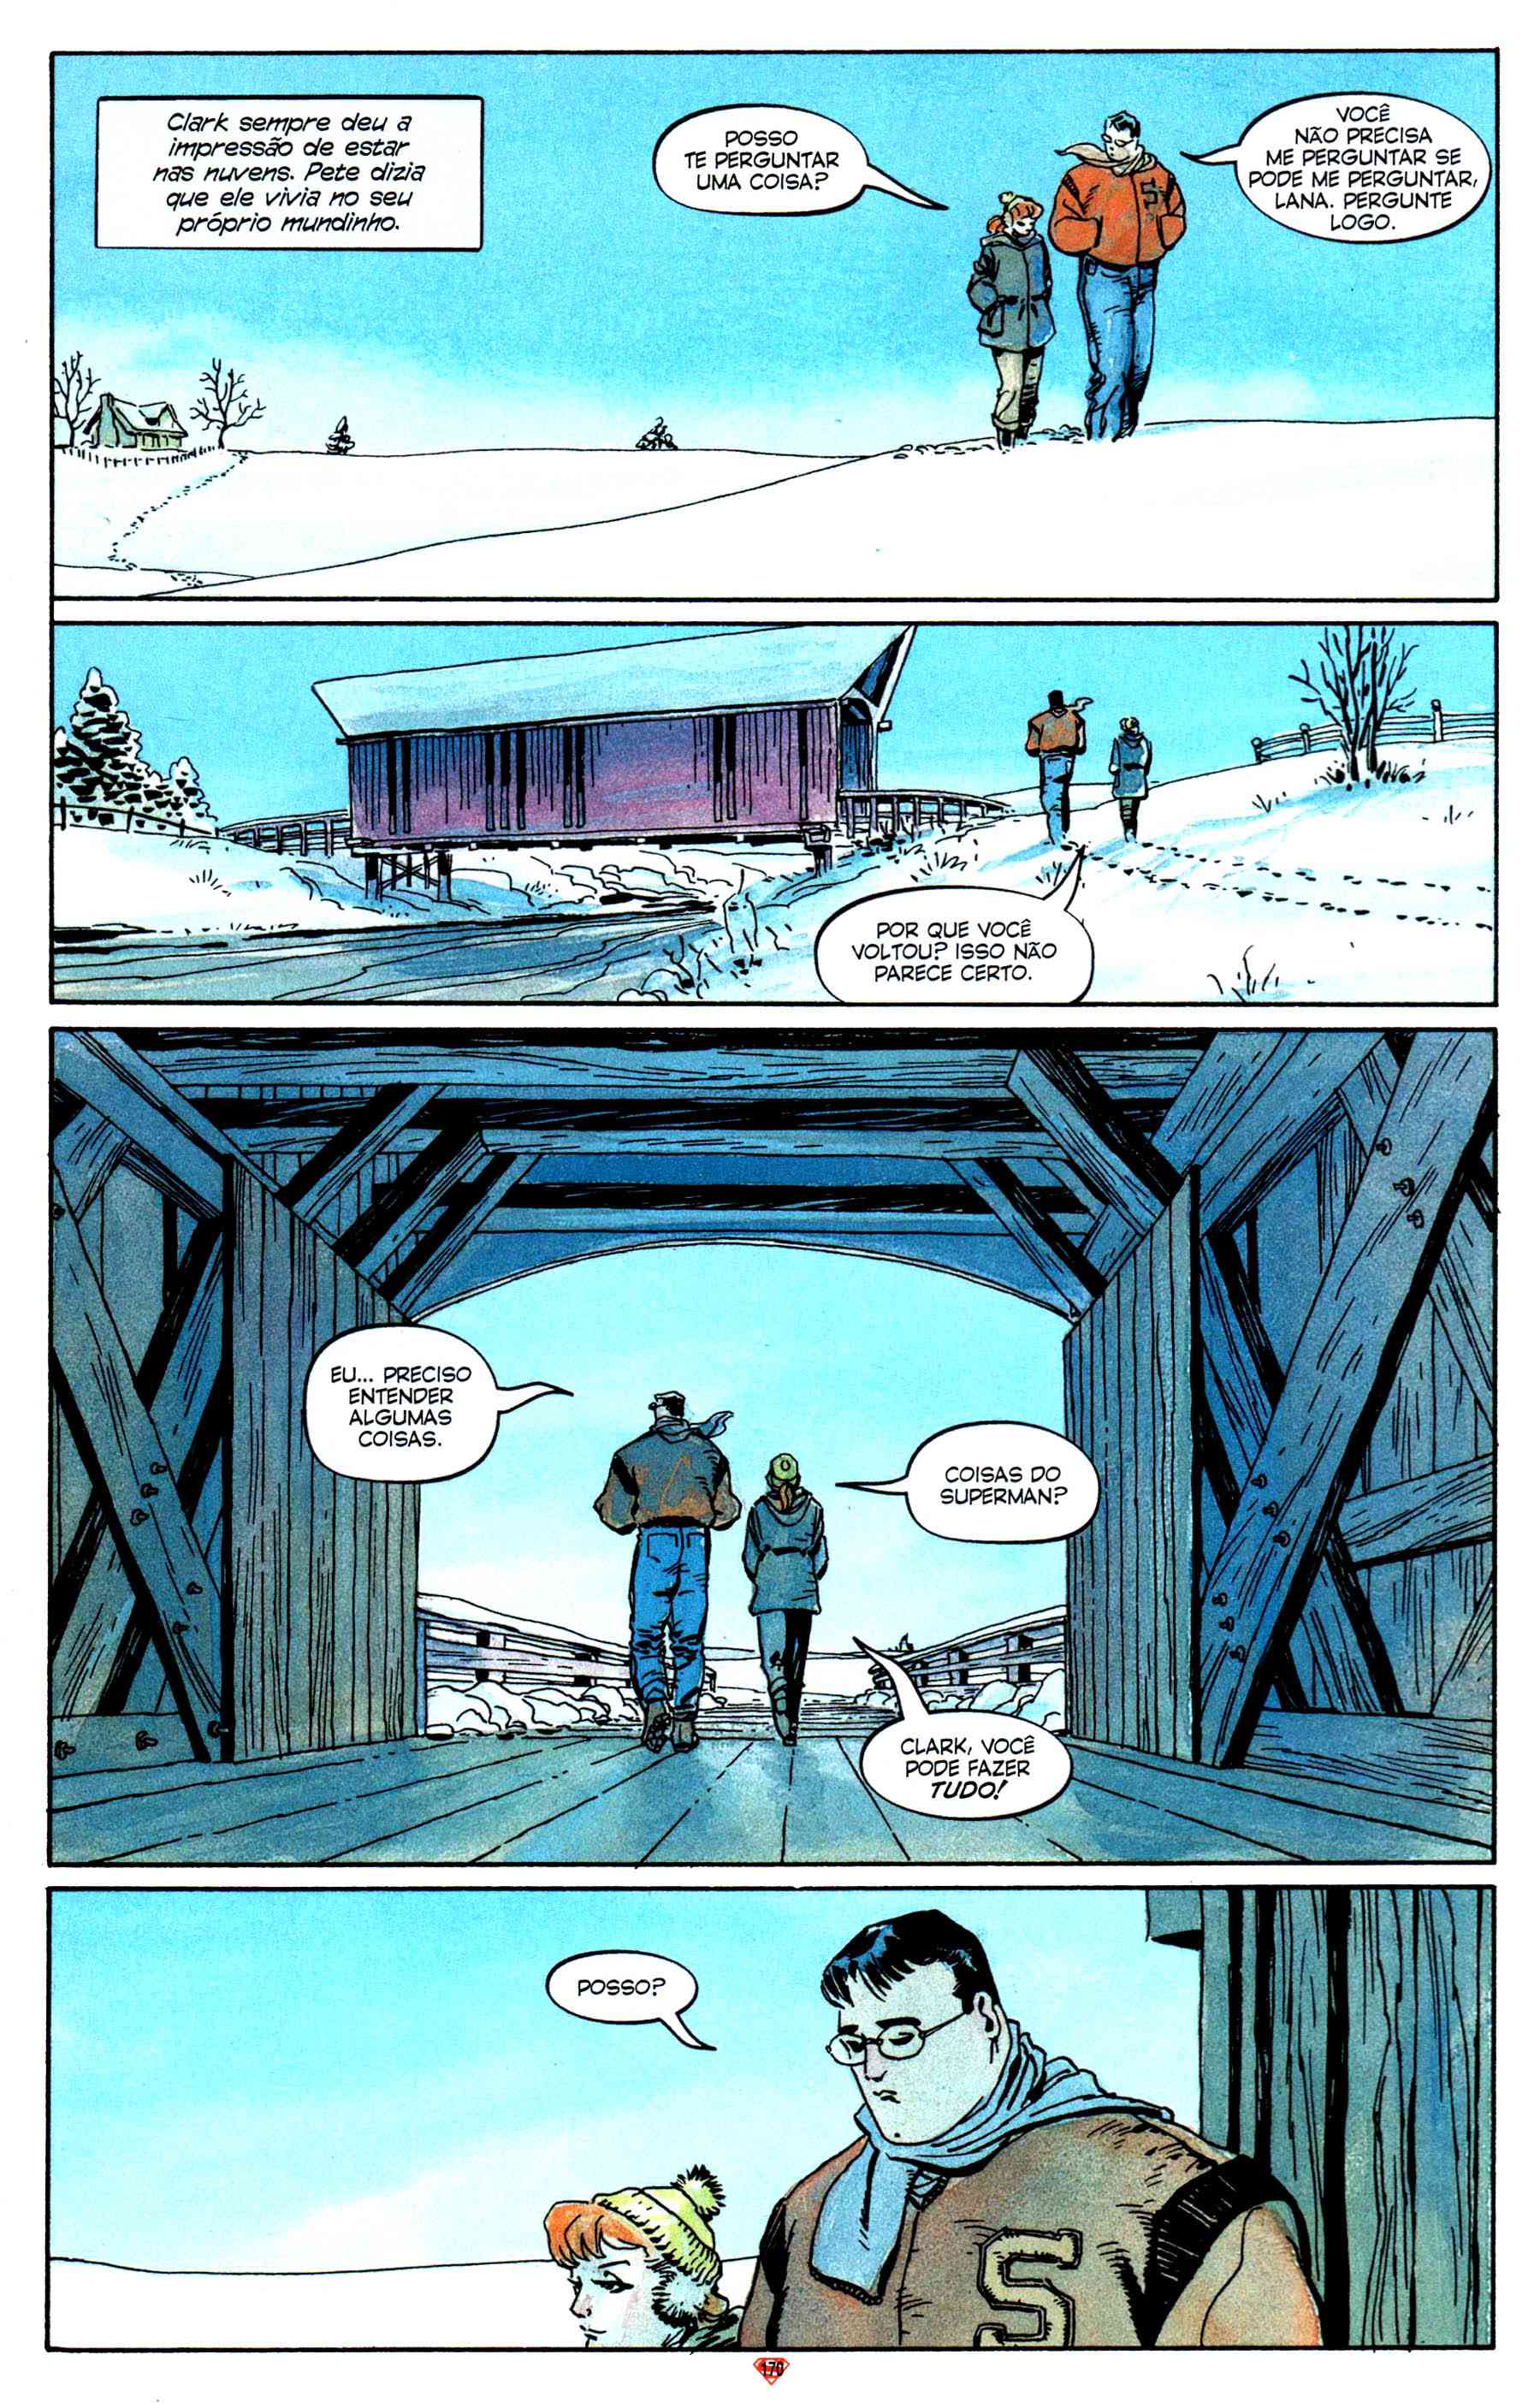 Clark sempre deu a
impressão de estar
nas nuvens. Pete dizia
que ele vivia no seu
próprio mundinho.
POSSO
TE PERGUNTAR
UMA COISA?
VOCÊ
NÃO PRECISA
ME PERGUNTAR SE
PODE ME PERGUNTAR,
LANA. PERGUNTE
LOGO.
S
POR QUE VOCÊ
VOLTOU? ISSO NÃO
PARECE CERTO.
EU... PRECISO
ENTENDER
ALGUMAS
COISAS.
COISAS DO
SUPERMAN?
CLARK, VOCÊ
PODE FAZER
TUDO!
POSSO?
S
170